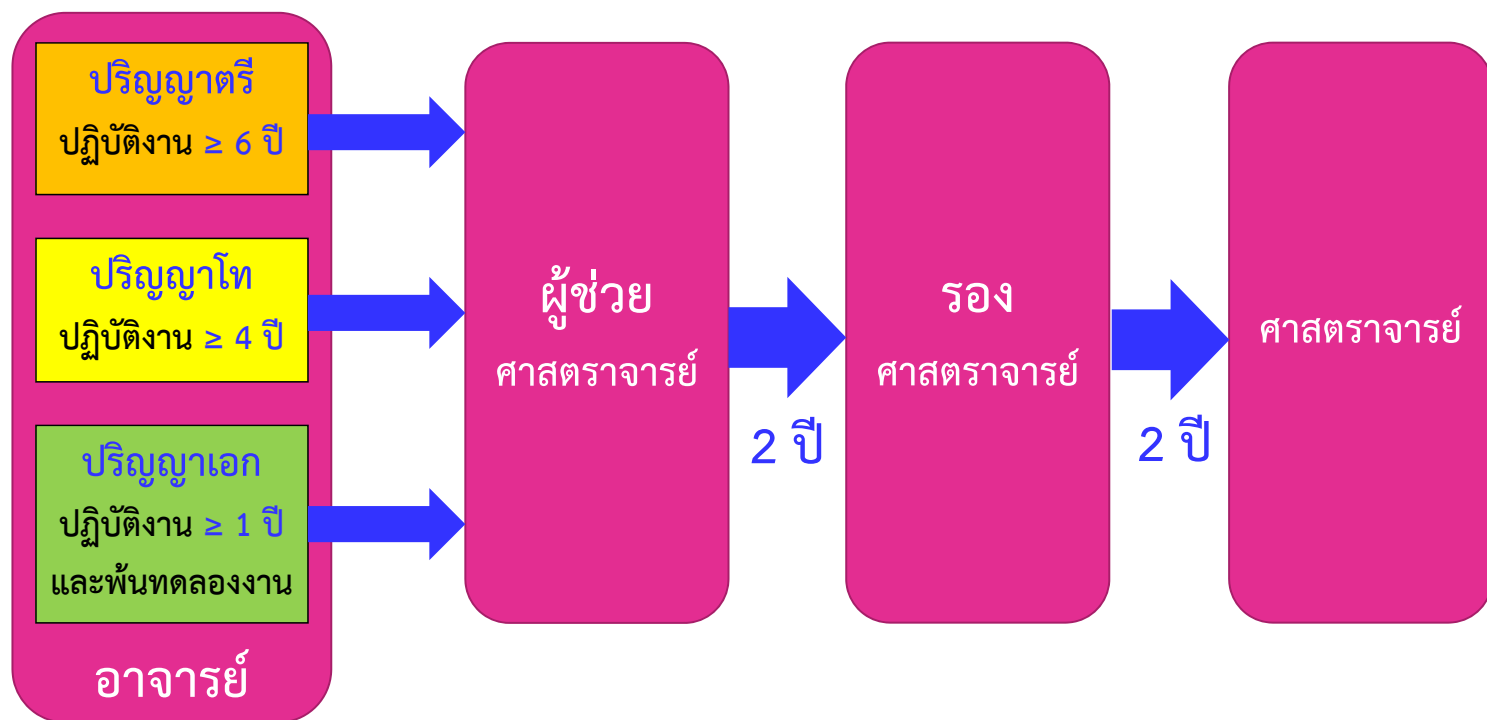 ปริญญาตรี
ปฏิบัติงาน ≥ 6 ปี
ปริญญาโท
ปฏิบัติงาน ≥ 4 ปี
ปริญญาเอก
ปฏิบัติงาน ≥ 1 ปี
และพ้นทดลองงาน
อาจารย์
ผู้ช่วย
ศาสตราจารย์
2 ปี
รอง
ศาสตราจารย์
2 ปี
ศาสตราจารย์